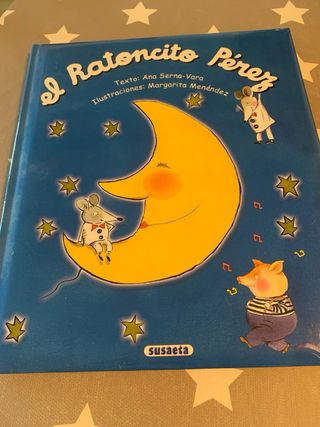 el Ratoncito Pérez
Texto: Ana Serna-Vara
Ilustraciones: Margarita Menéndez
susaeta